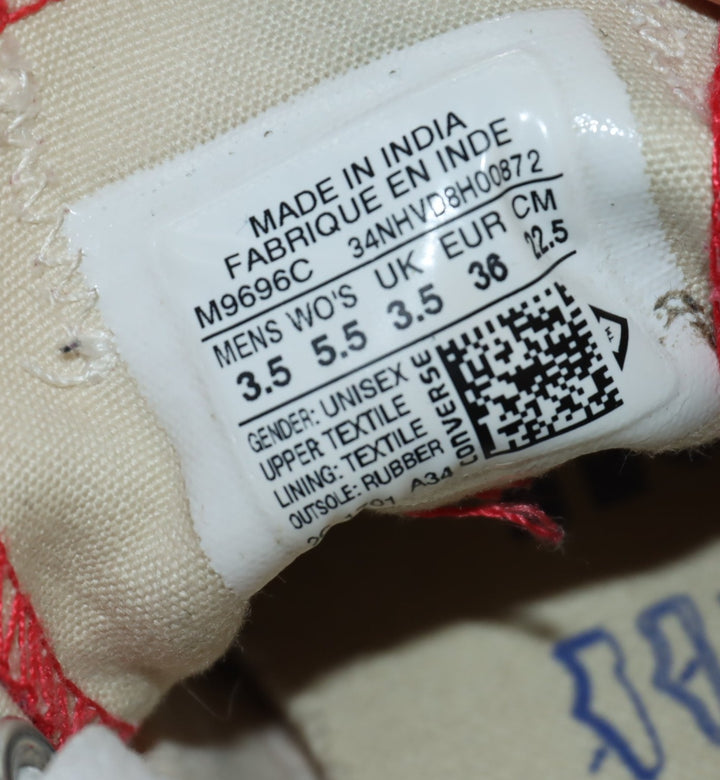 MADE IN INDIA
FABRIQUE EN INDE
M9696C 34NHVD8H00872
MENS WO'S UK EUR CM
3.5 5.5 3.5 36 22.5
GENDER: UNISEX
UPPER: TEXTILE
LINING: TEXTILE
OUTSOLE: RUBBER
A34
CONVERSE